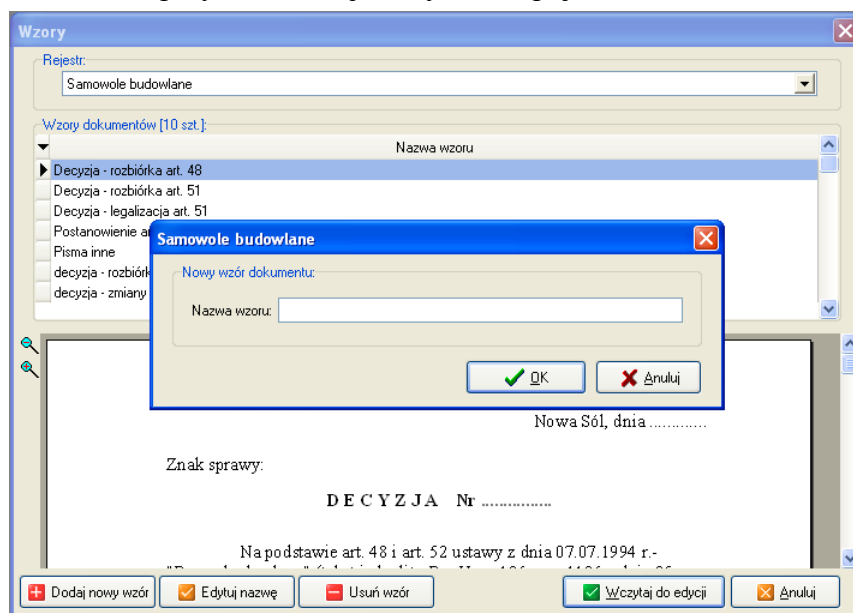 Wzory
Rejestr:
Samowole budowlane
Wzory dokumentów [10 szt.]:
Nazwa wzoru
Decyzja - rozbiórka art. 48
Decyzja - rozbiórka art. 51
Decyzja - legalizacja art. 51
Postanowienie
Pisma inne
decyzja - rozbiórk
decyzja - zmiany
Samowole budowlane
Nowy wzór dokumentu:
Nazwa wzoru:
OK
Anuluj
Nowa Sól, dnia .............
Znak sprawy:
D E C Y Z J A Nr ................
Na podstawie art. 48 i art. 52 ustawy z dnia 07.07.1994 r.-
Dodaj nowy wzór
Edytuj nazwę
Usuń wzór
Wczytaj do edycji
Anuluj